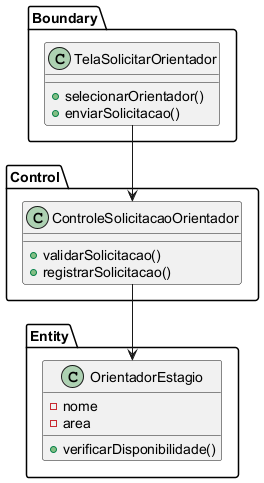 Boundary
C TelaSolicitarOrientador
selecionarOrientador()
enviarSolicitacao()
Control
C ControleSolicitacaoOrientador
validarSolicitacao()
registrarSolicitacao()
Entity
C OrientadorEstagio
nome
area
verificarDisponibilidade()